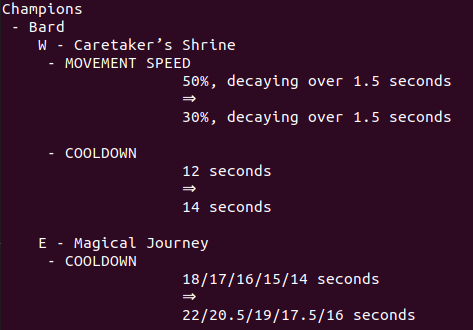 Champions
- Bard
W - Caretaker’s Shrine
- MOVEMENT SPEED
50%, decaying over 1.5 seconds
⇒
30%, decaying over 1.5 seconds
- COOLDOWN
12 seconds
⇒
14 seconds
E - Magical Journey
- COOLDOWN
18/17/16/15/14 seconds
⇒
22/20.5/19/17.5/16 seconds